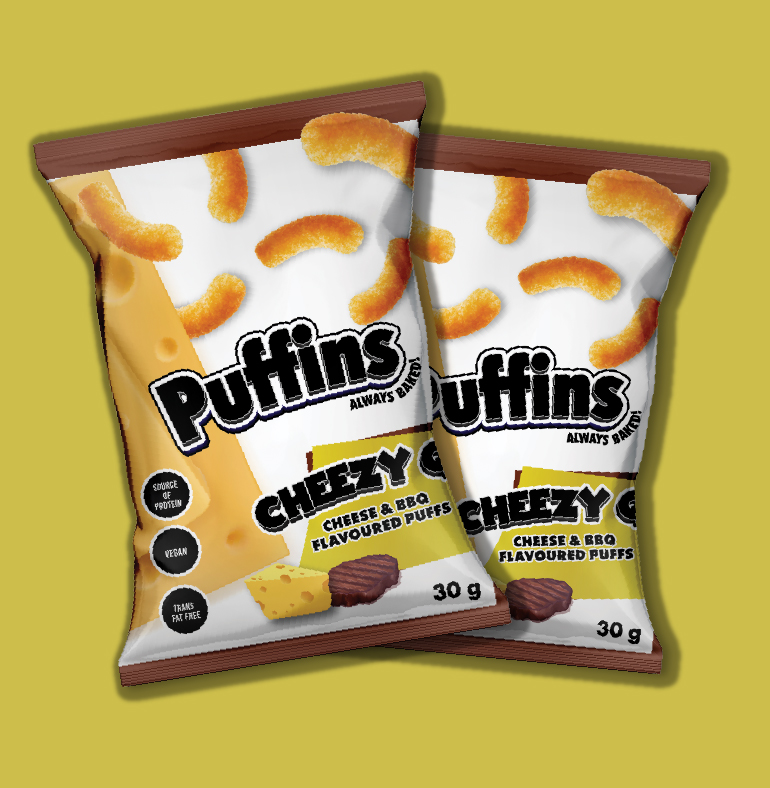 Puffins
ALWAYS BAKED!
CHEEZY
CHEESE & BBQ
FLAVOURED PUFFS
SOURCE
OF
PROTEIN
VEGAN
TRANS
FAT FREE
30 g
Puffins
ALWAYS BAKED!
CHEEZY
CHEESE & BBQ
FLAVOURED PUFFS
30 g